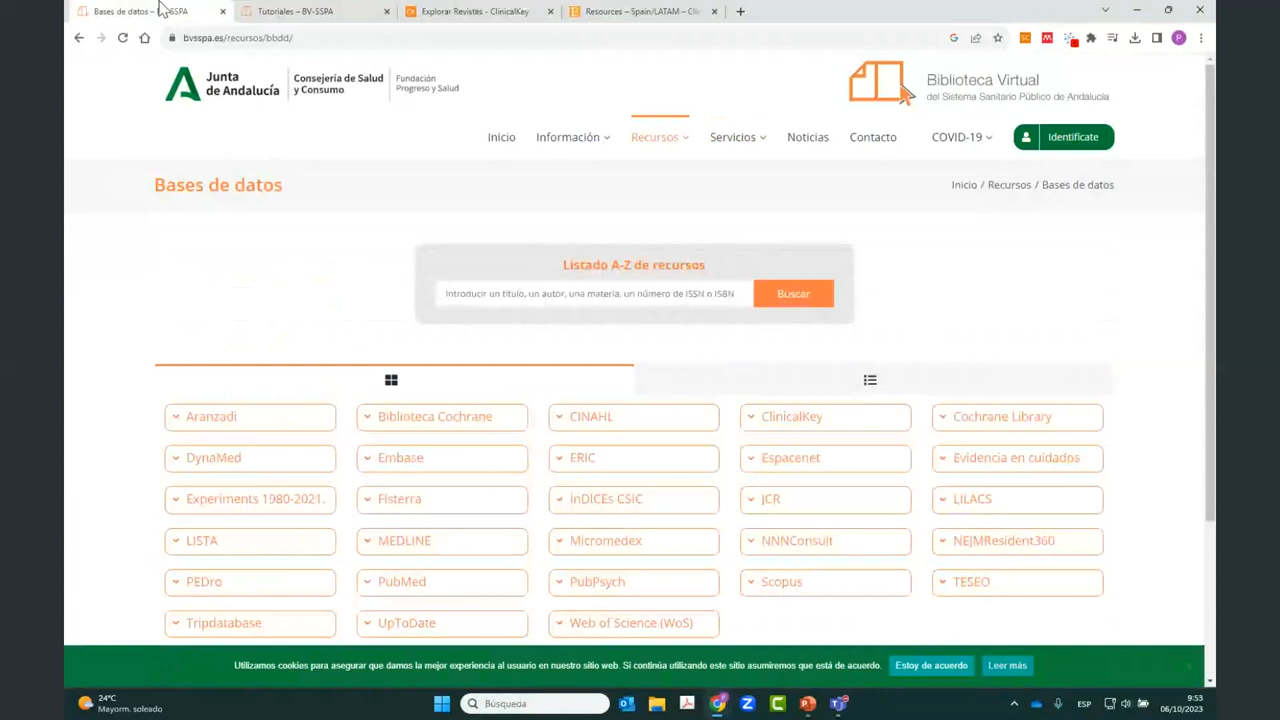 Bases de datos –
SSPA
Tutoriales – BV-SSPA
Explorar Revistas - ClinicalKey
Resources – Spain/LATAM – Cli
bvsspa.es/recursos/bbdd/
Junta
de Andalucía
Consejería de Salud
y Consumo
Fundación
Progreso y Salud
Biblioteca Virtual
del Sistema Sanitario Público de Andalucía
Inicio
Información
Recursos
Servicios
Noticias
Contacto
COVID-19
Identifícate
Bases de datos
Inicio / Recursos / Bases de datos
Listado A-Z de recursos
Introducir un título, un autor, una materia, un número de ISSN o ISBN
Buscar
Aranzadi
Biblioteca Cochrane
CINAHL
ClinicalKey
Cochrane Library
DynaMed
Embase
ERIC
Espacenet
Evidencia en cuidados
Experiments 1980-2021.
Fisterra
inDICEs CSIC
JCR
LILACS
LISTA
MEDLINE
Micromedex
NNNConsult
NEJMResident360
PEDro
PubMed
PubPsych
Scopus
TESEO
Tripdatabase
UpToDate
Web of Science (WoS)
Utilizamos cookies para asegurar que damos la mejor experiencia al usuario en nuestro sitio web. Si continúa utilizando este sitio asumiremos que está de acuerdo.
Estoy de acuerdo
Leer más
24°C
Mayorm. soleado
Búsqueda
ESP
9:53
06/10/2023